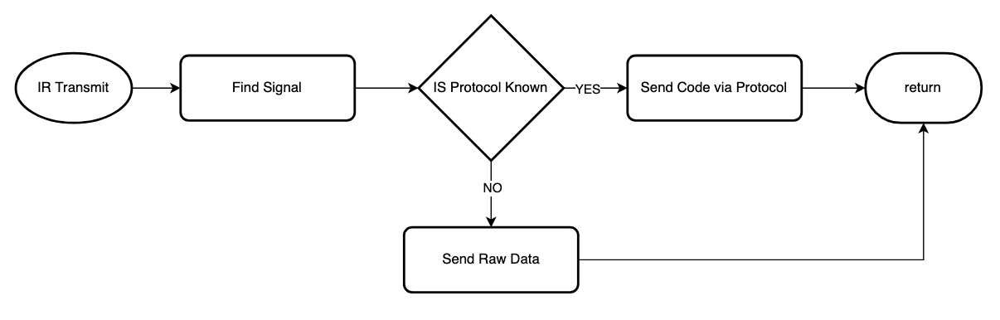 IR Transmit
Find Signal
IS Protocol Known
YES
Send Code via Protocol
return
NO
Send Raw Data